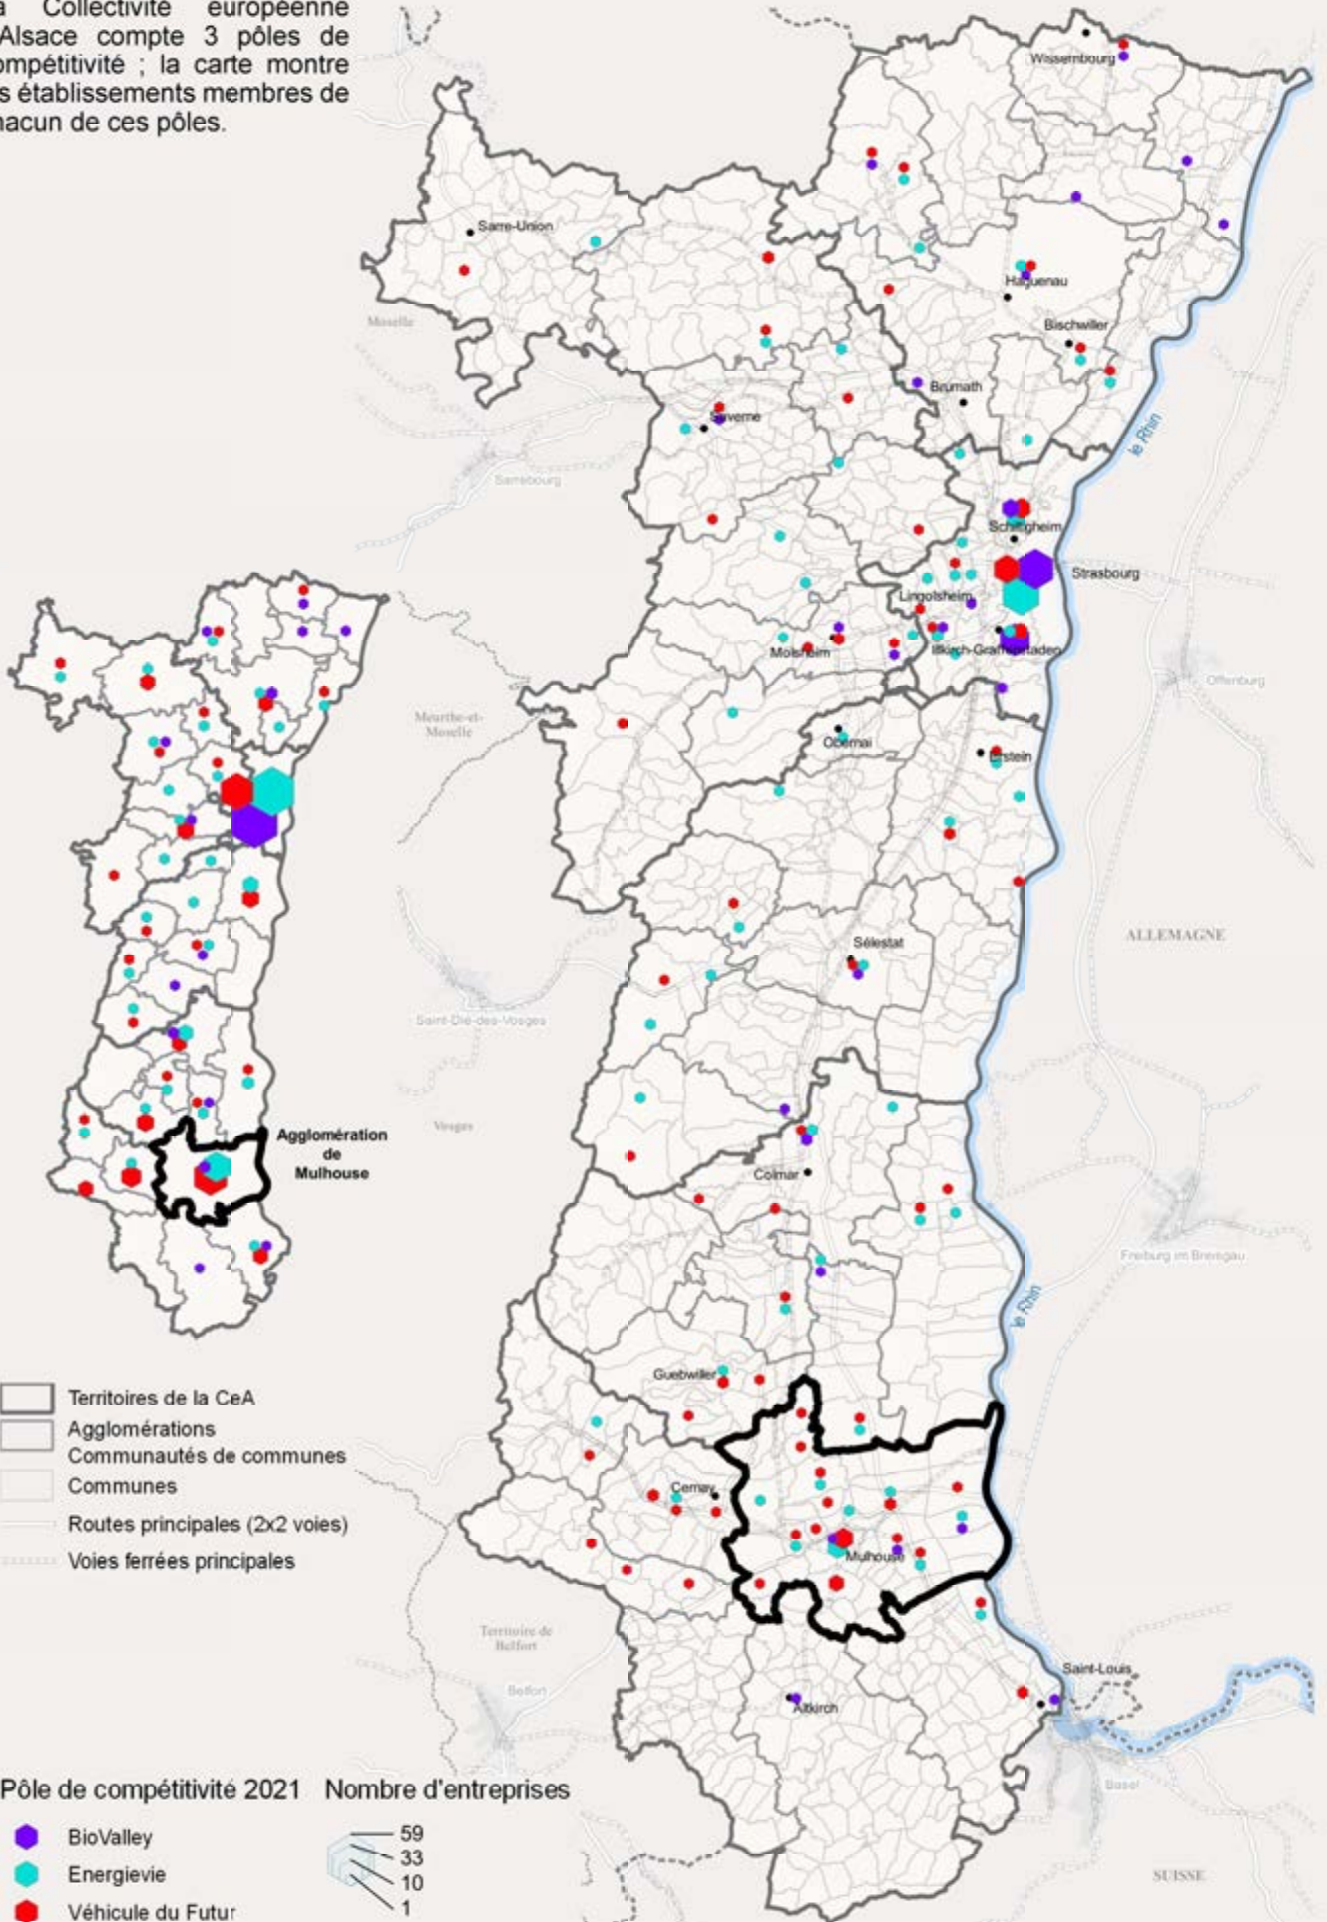 a Collectivité européenne
Alsace compte 3 pôles de
ompétitivité ; la carte montre
s établissements membres de
hacun de ces pôles.
Wissembourg
Sarre-Union
Moselle
Haguenau
Bischwiller
Brumath
Saverne
le Rhin
Sarrebourg
Schiltigheim
Strasbourg
Lingolsheim
Molsheim
Illkirch-Graffenstaden
Offenburg
Meurthe-et-
Moselle
Obernai
Erstein
ALLEMAGNE
Sélestat
Saint-Dié-des-Vosges
Vosges
Agglomération
de
Mulhouse
Colmar
Freiburg im Breisgau
le Rhin
Guebwiller
Territoires de la CeA
Agglomérations
Communautés de communes
Communes
Routes principales (2x2 voies)
Voies ferrées principales
Cernay
Mulhouse
Territoire de
Belfort
Belfort
Saint-Louis
Altkirch
Basel
Pôle de compétitivité 2021 Nombre d'entreprises
BioValley
Energievie
Véhicule du Futur
59
33
10
1
SUISSE